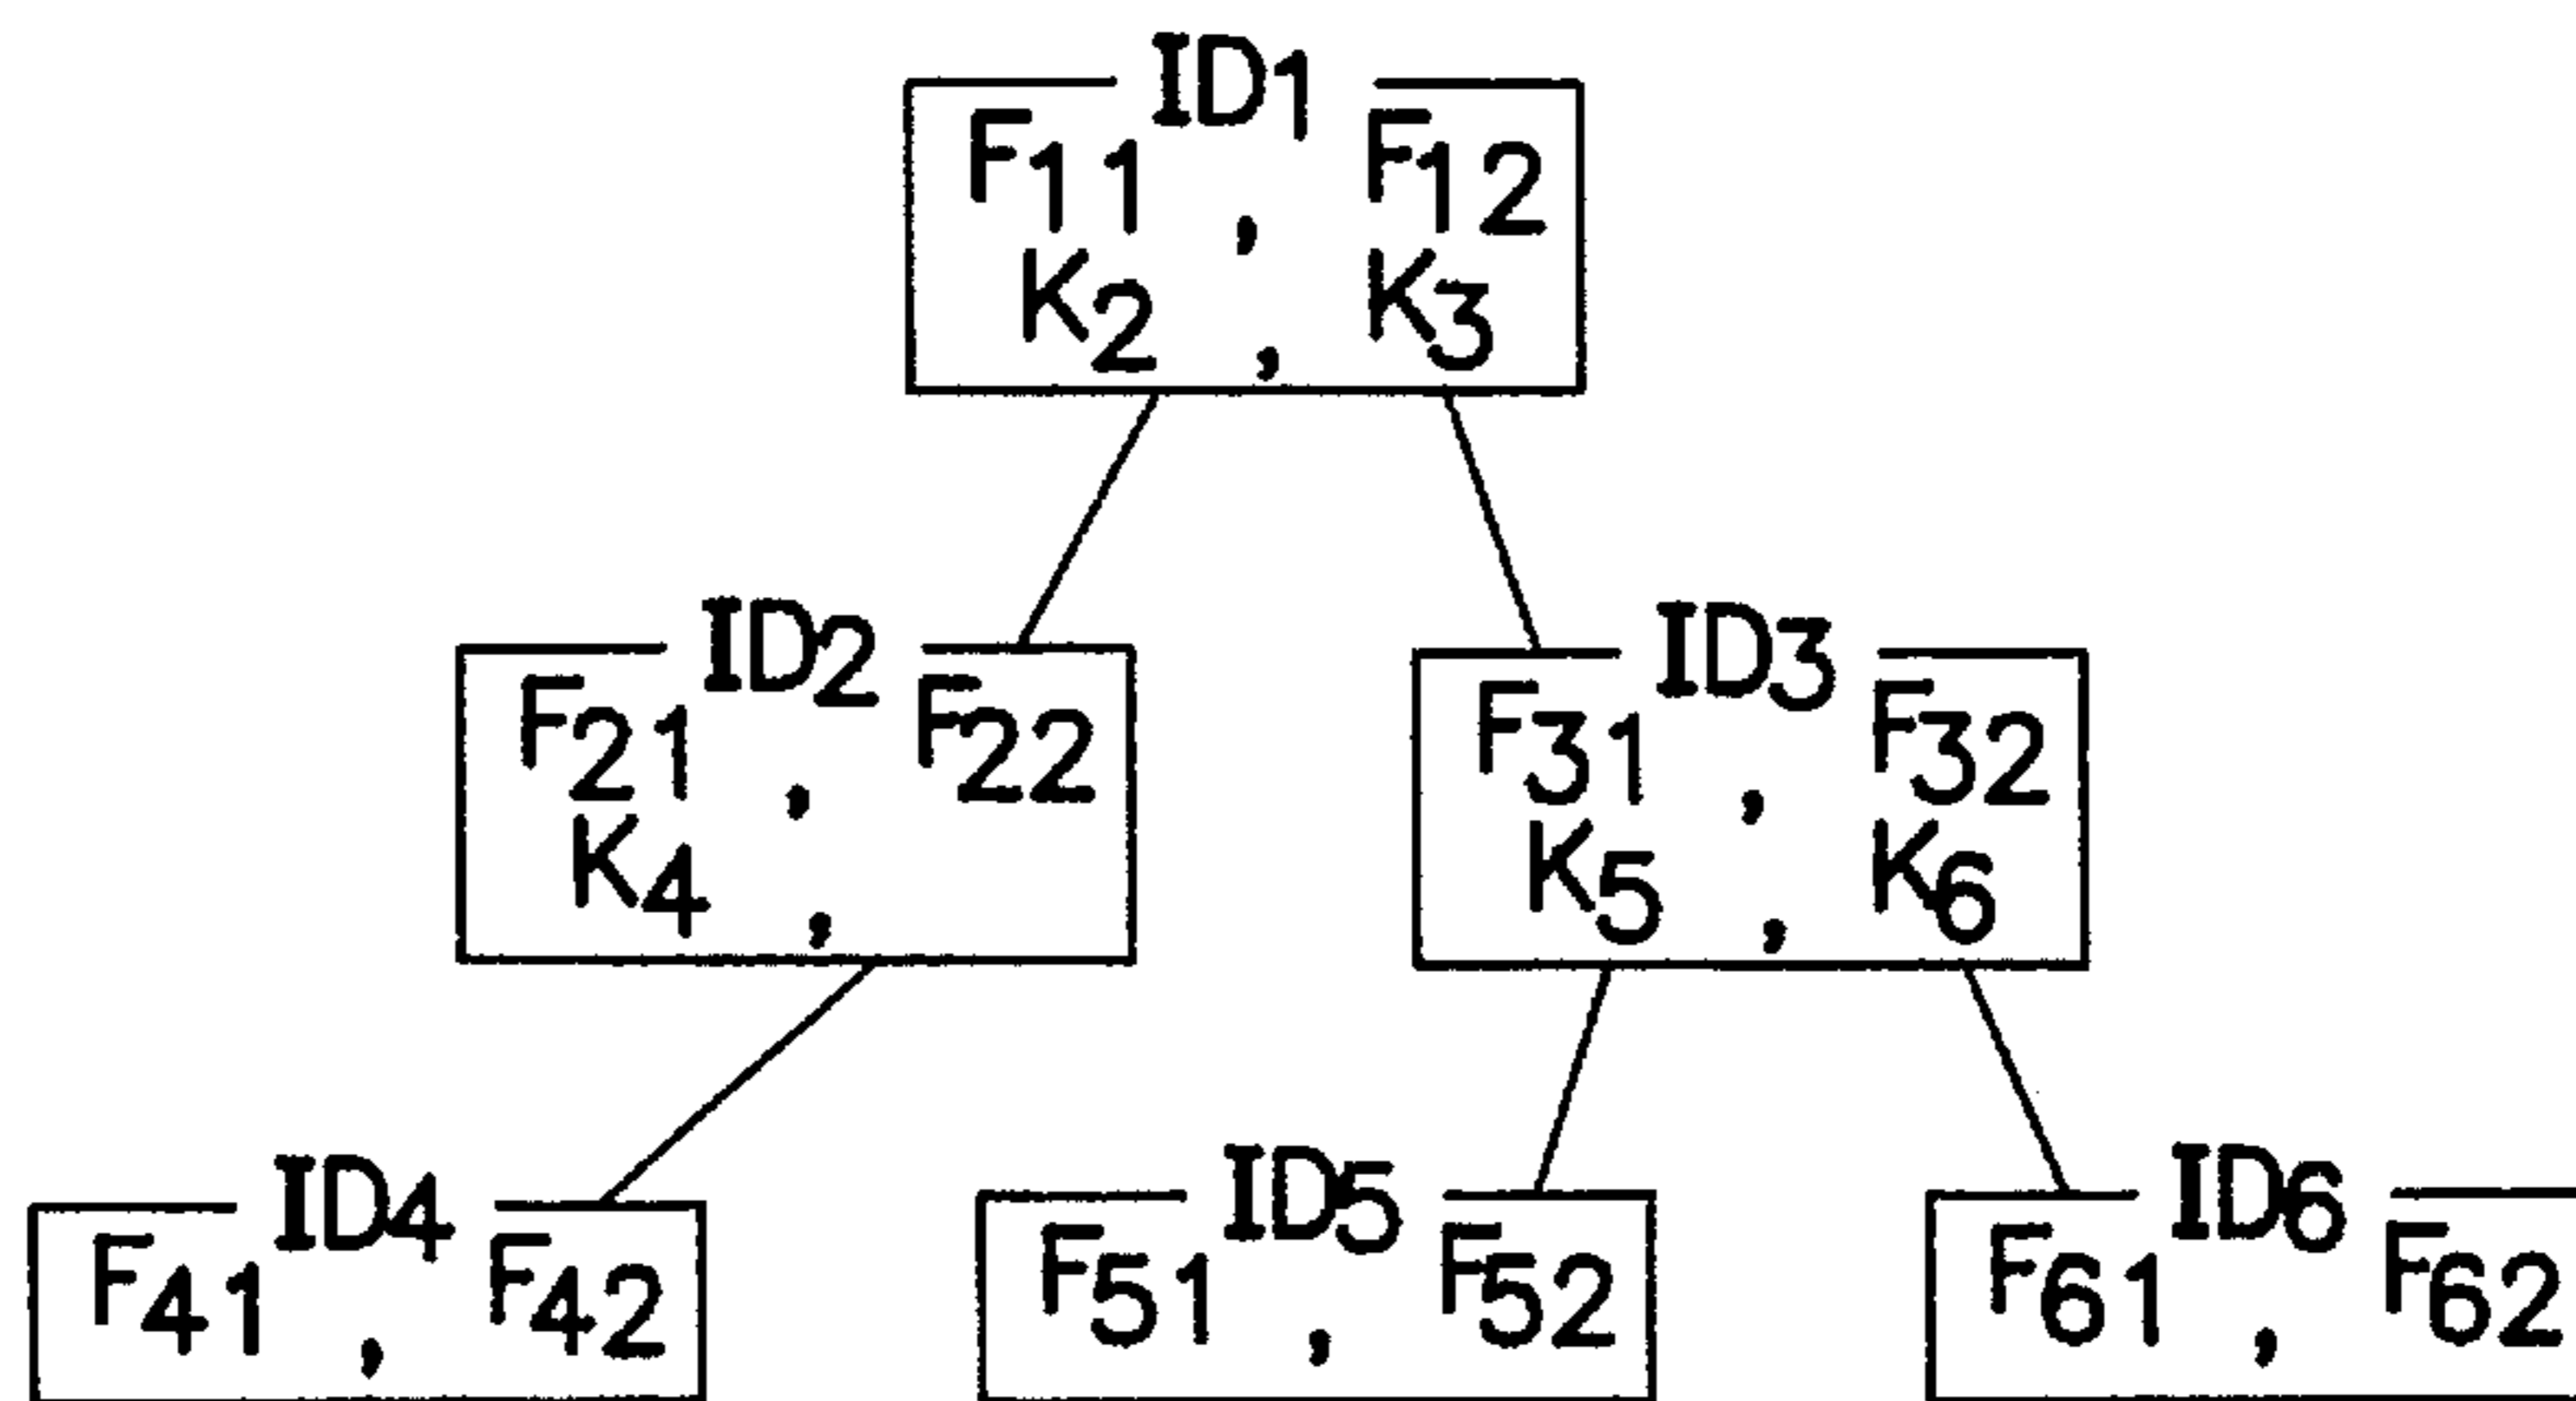 ID1
F11 , F12
K2 , K3
ID2
F21 , F22
K4 ,
ID3
F31 , F32
K5 , K6
ID4
F41 , F42
ID5
F51 , F52
ID6
F61 , F62